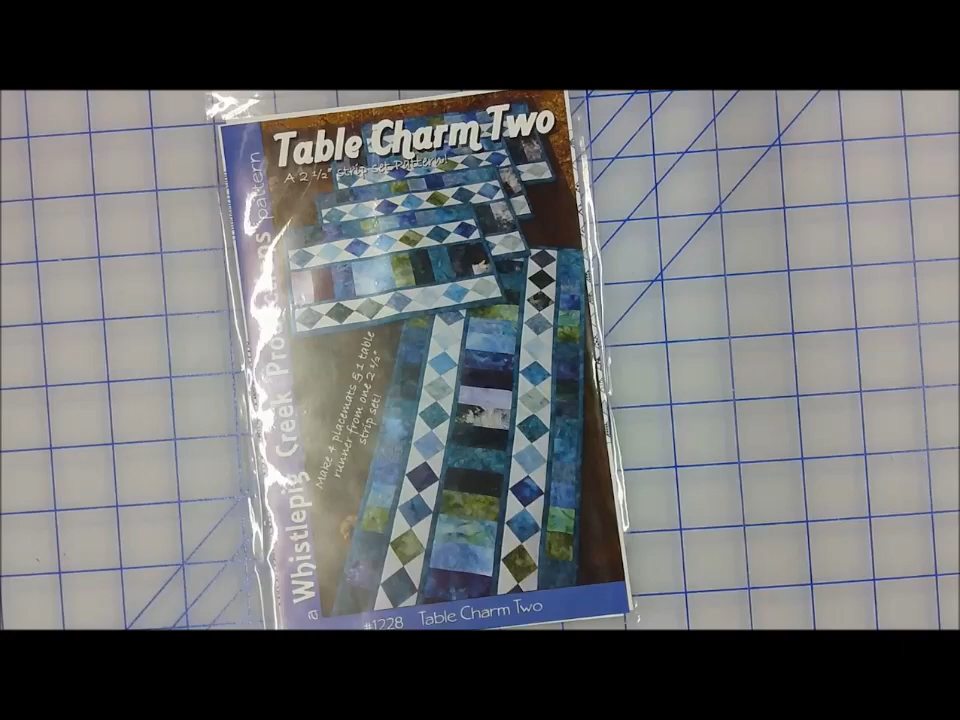 Table Charm Two
A 2 ½" strip set Pattern!
Make 4 placemats & 1 table
runner from one 2 ½"
strip set!
a Whistlepig Creek Productions pattern
#1228 Table Charm Two